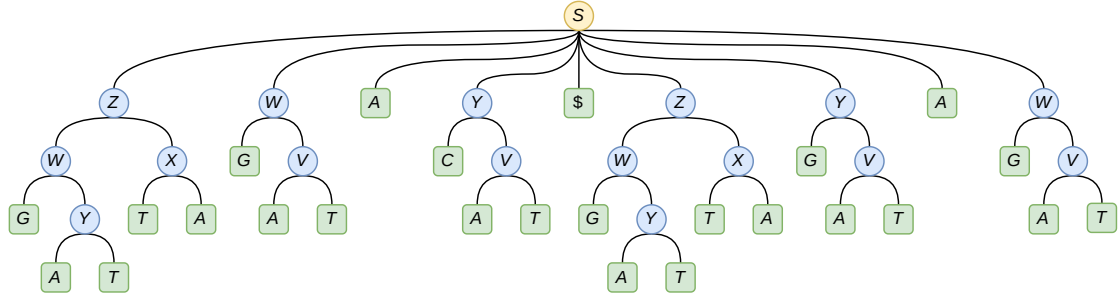 S
Z W A Y $ Z Y A W
W X G V C V W X G V G V
G Y T A A T A T G Y T A A T A T
A T A T